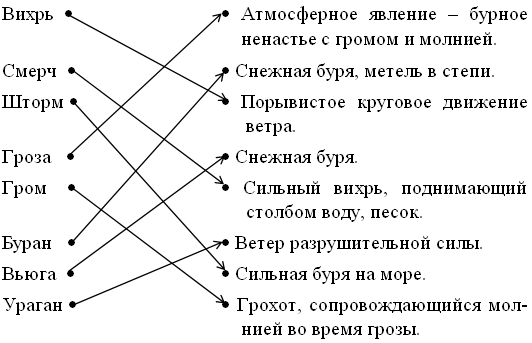 Вихрь
Атмосферное явление – бурное
ненастье с громом и молнией.
Смерч
Снежная буря, метель в степи.
Шторм
Порывистое круговое движение
ветра.
Гроза
Снежная буря.
Гром
Сильный вихрь, поднимающий
столбом воду, песок.
Буран
Ветер разрушительной силы.
Вьюга
Сильная буря на море.
Ураган
Грохот, сопровождающийся мол-
нией во время грозы.